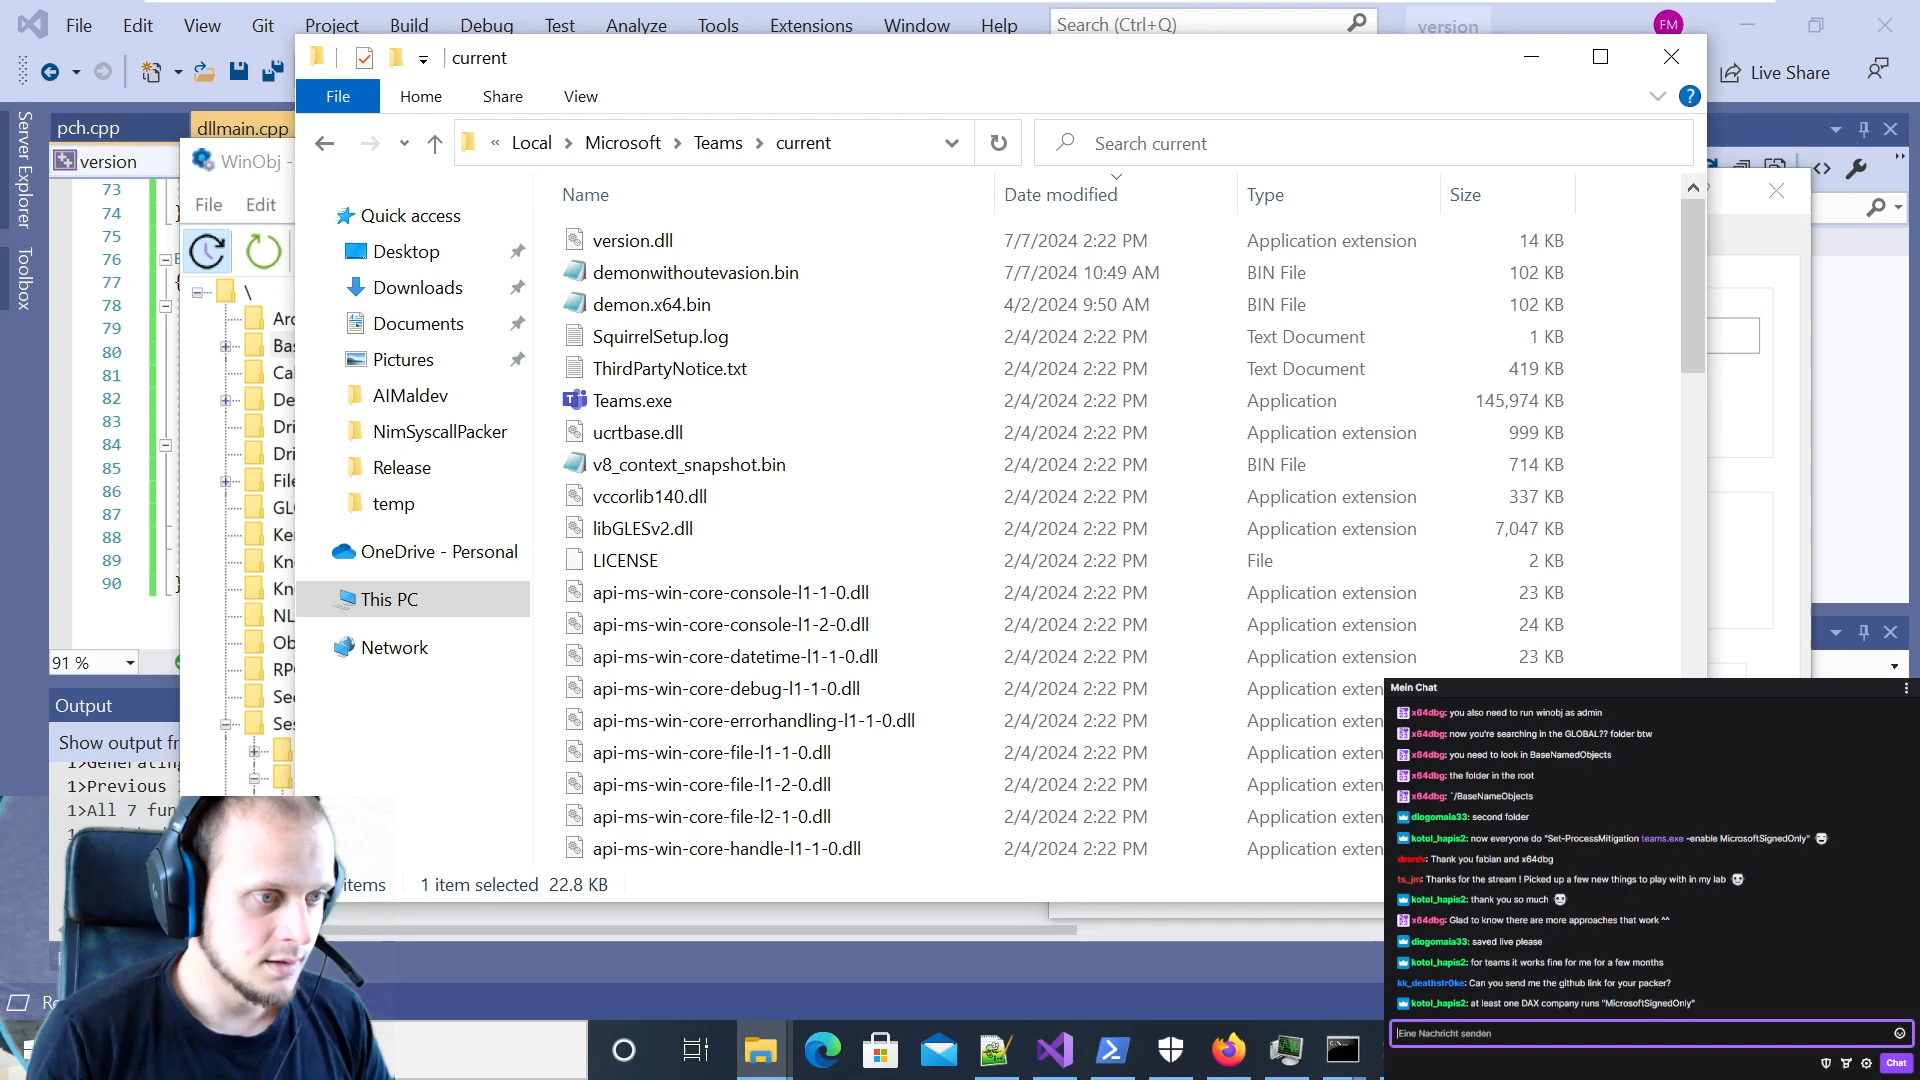 File Edit View Git Project Build Debug Test Analyze Tools Extensions Window Help Search (Ctrl+Q) version FM
current
Live Share
File Home Share View
pch.cpp dllmain.cpp
« Local > Microsoft > Teams > current
Search current
version
WinObj -
File Edit
Server Explorer
Toolbox
73
74
75
76
77
78
79
80
81
82
83
84
85
86
87
88
89
90
\
91 %
Output
Show output fr
1>Generating
1>Previous
1>All 7 fun
Quick access
Desktop
Downloads
Documents
Pictures
AIMaldev
NimSyscallPacker
Release
temp
OneDrive - Personal
This PC
Network
Name Date modified Type Size
version.dll 7/7/2024 2:22 PM Application extension 14 KB
demonwithoutevasion.bin 7/7/2024 10:49 AM BIN File 102 KB
demon.x64.bin 4/2/2024 9:50 AM BIN File 102 KB
SquirrelSetup.log 2/4/2024 2:22 PM Text Document 1 KB
ThirdPartyNotice.txt 2/4/2024 2:22 PM Text Document 419 KB
Teams.exe 2/4/2024 2:22 PM Application 145,974 KB
ucrtbase.dll 2/4/2024 2:22 PM Application extension 999 KB
v8_context_snapshot.bin 2/4/2024 2:22 PM BIN File 714 KB
vccorlib140.dll 2/4/2024 2:22 PM Application extension 337 KB
libGLESv2.dll 2/4/2024 2:22 PM Application extension 7,047 KB
LICENSE 2/4/2024 2:22 PM File 2 KB
api-ms-win-core-console-l1-1-0.dll 2/4/2024 2:22 PM Application extension 23 KB
api-ms-win-core-console-l1-2-0.dll 2/4/2024 2:22 PM Application extension 24 KB
api-ms-win-core-datetime-l1-1-0.dll 2/4/2024 2:22 PM Application extension 23 KB
api-ms-win-core-debug-l1-1-0.dll 2/4/2024 2:22 PM Application exten
api-ms-win-core-errorhandling-l1-1-0.dll 2/4/2024 2:22 PM Application exten
api-ms-win-core-file-l1-1-0.dll 2/4/2024 2:22 PM Application exten
api-ms-win-core-file-l1-2-0.dll 2/4/2024 2:22 PM Application exten
api-ms-win-core-file-l2-1-0.dll 2/4/2024 2:22 PM Application exten
api-ms-win-core-handle-l1-1-0.dll 2/4/2024 2:22 PM Application exten
items 1 item selected 22.8 KB
Mein Chat
x64dbg: you also need to run winobj as admin
x64dbg: now you're searching in the GLOBAL?? folder btw
x64dbg: you need to look in BaseNamedObjects
x64dbg: the folder in the root
x64dbg: `/BaseNameObjects
diogomaia33: second folder
kotol_hapis2: now everyone do "Set-ProcessMitigation teams.exe -enable MicrosoftSignedOnly"
drordv: Thank you fabian and x64dbg
ts_jm: Thanks for the stream ! Picked up a few new things to play with in my lab
kotol_hapis2: thank you so much
x64dbg: Glad to know there are more approaches that work ^^
diogomaia33: saved live please
kotol_hapis2: for teams it works fine for me for a few months
kk_deathstr0ke: Can you send me the github link for your packer?
kotol_hapis2: at least one DAX company runs "MicrosoftSignedOnly"
Eine Nachricht senden
Chat